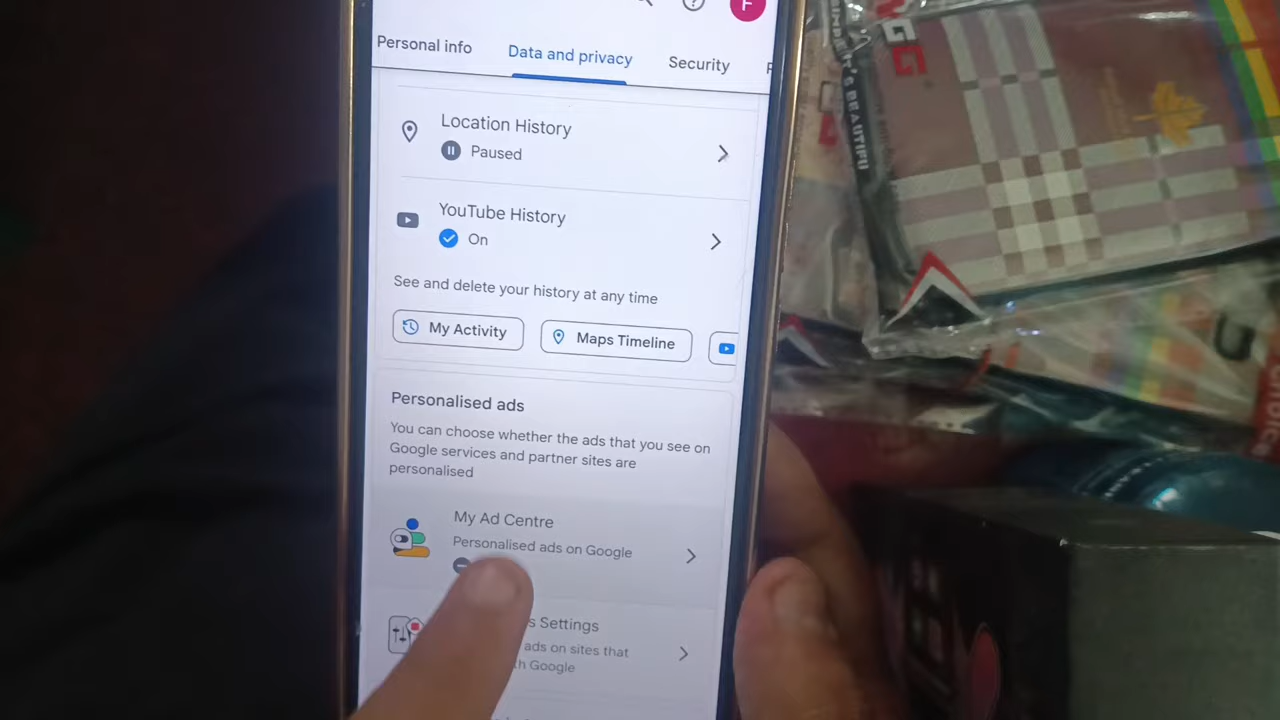 F
Personal info
Data and privacy
Security
Location History
Paused
YouTube History
On
See and delete your history at any time
My Activity
Maps Timeline
Personalised ads
You can choose whether the ads that you see on
Google services and partner sites are
personalised
My Ad Centre
Personalised ads on Google
s Settings
ads on sites that
h Google